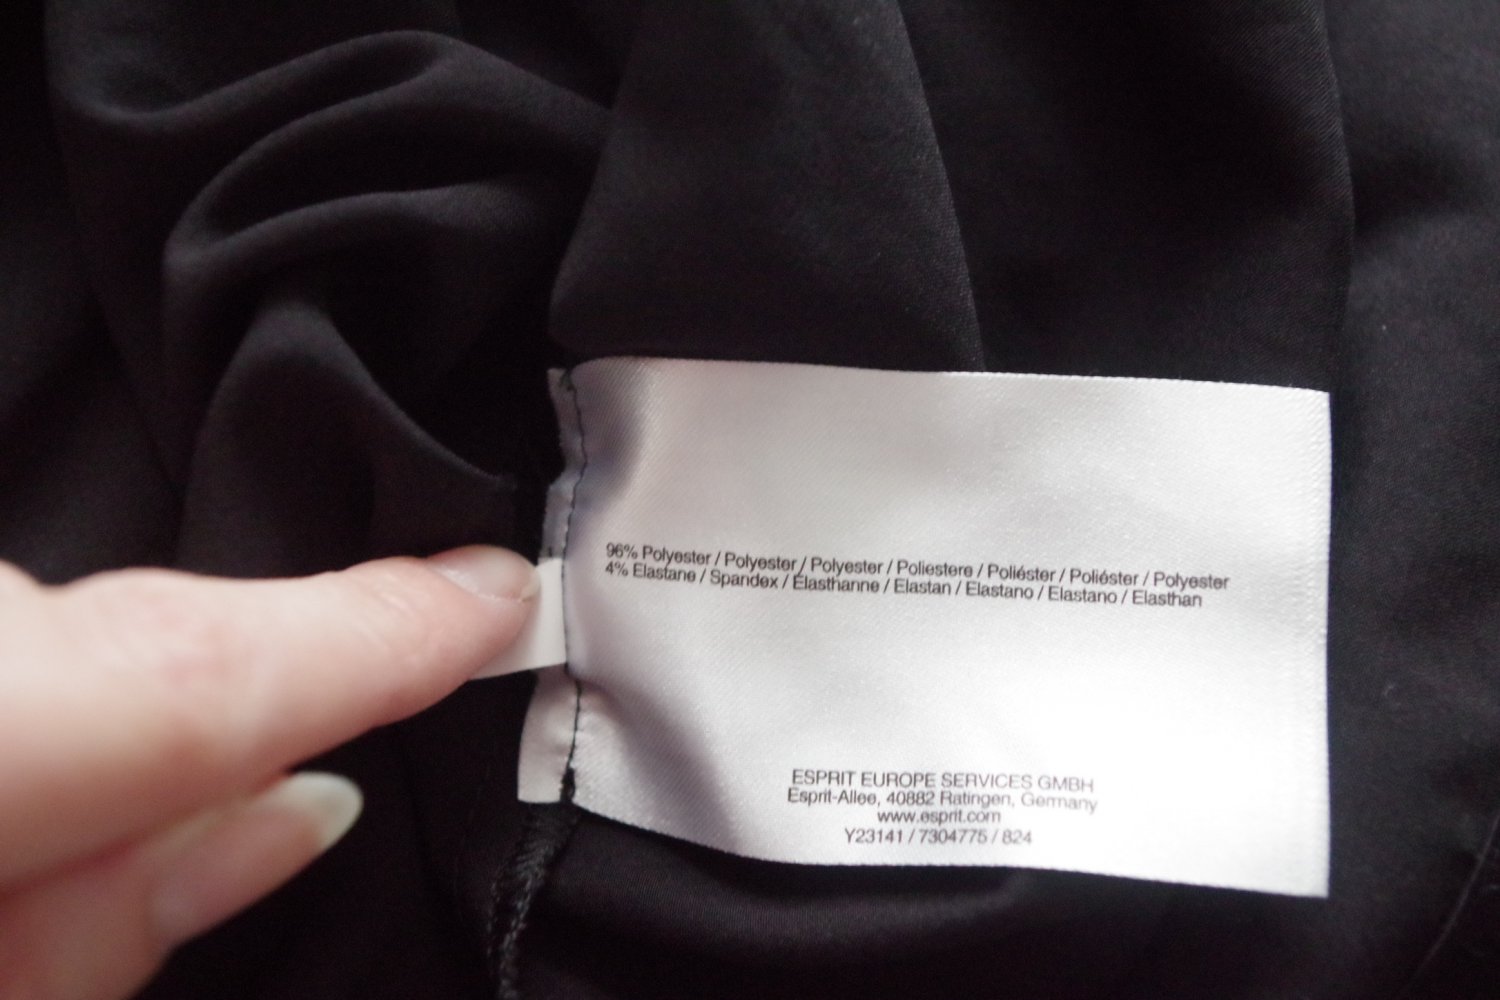 96% Polyester / Polyester / Polyester / Poliestere / Poliéster / Poliéster / Polyester
4% Elastane / Spandex / Élasthanne / Elastan / Elastano / Elastano / Elasthan
ESPRIT EUROPE SERVICES GMBH
Esprit-Allee, 40882 Ratingen, Germany
www.esprit.com
Y23141 / 7304775 / 824